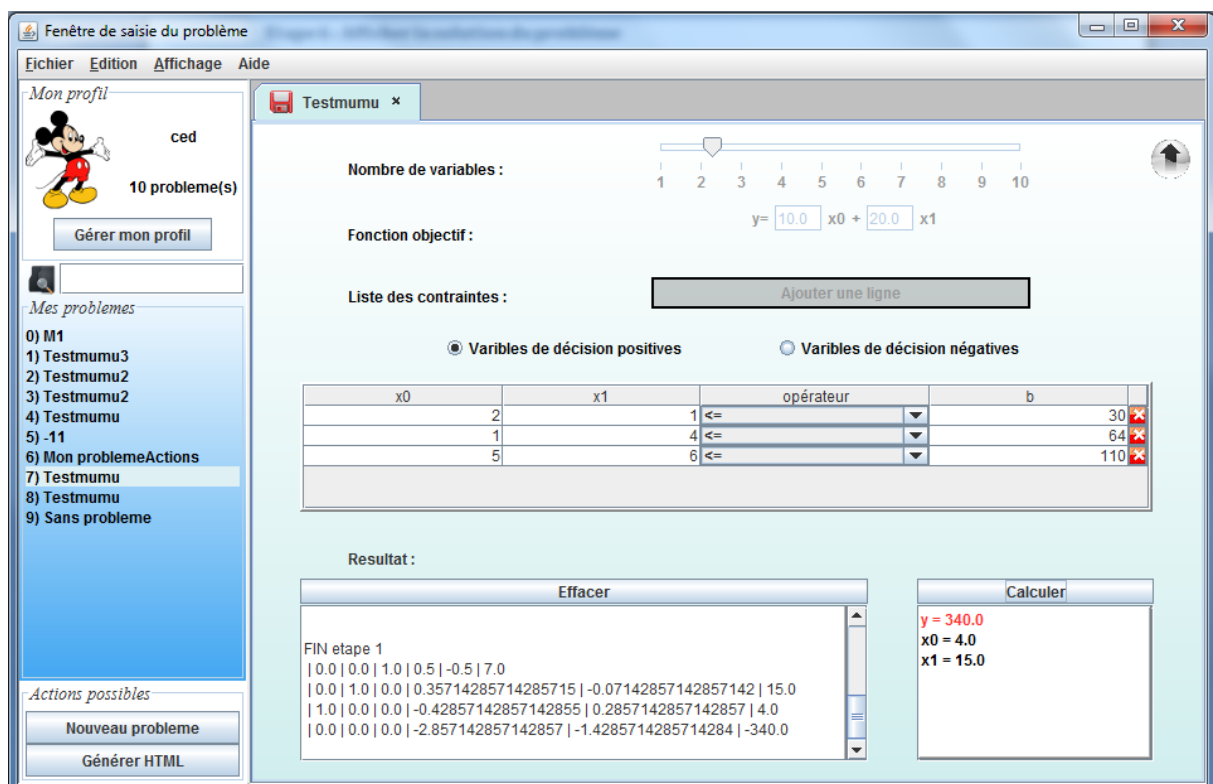 Fenêtre de saisie du problème
Fichier Edition Affichage Aide
Mon profil
ced
10 probleme(s)
Gérer mon profil
Mes problemes
0) M1
1) Testmumu3
2) Testmumu2
3) Testmumu2
4) Testmumu
5) -11
6) Mon problemeActions
7) Testmumu
8) Testmumu
9) Sans probleme
Actions possibles
Nouveau probleme
Générer HTML
Testmumu ×
Nombre de variables :
1 2 3 4 5 6 7 8 9 10
Fonction objectif :
y= 10.0 x0 + 20.0 x1
Liste des contraintes :
Ajouter une ligne
Varibles de décision positives
Varibles de décision négatives
x0 x1 opérateur b
2 1 <= 30
1 4 <= 64
5 6 <= 110
Resultat :
Effacer
FIN etape 1
| 0.0 | 0.0 | 1.0 | 0.5 | -0.5 | 7.0
| 0.0 | 1.0 | 0.0 | 0.35714285714285715 | -0.07142857142857142 | 15.0
| 1.0 | 0.0 | 0.0 | -0.42857142857142855 | 0.2857142857142857 | 4.0
| 0.0 | 0.0 | 0.0 | -2.857142857142857 | -1.4285714285714284 | -340.0
Calculer
y = 340.0
x0 = 4.0
x1 = 15.0